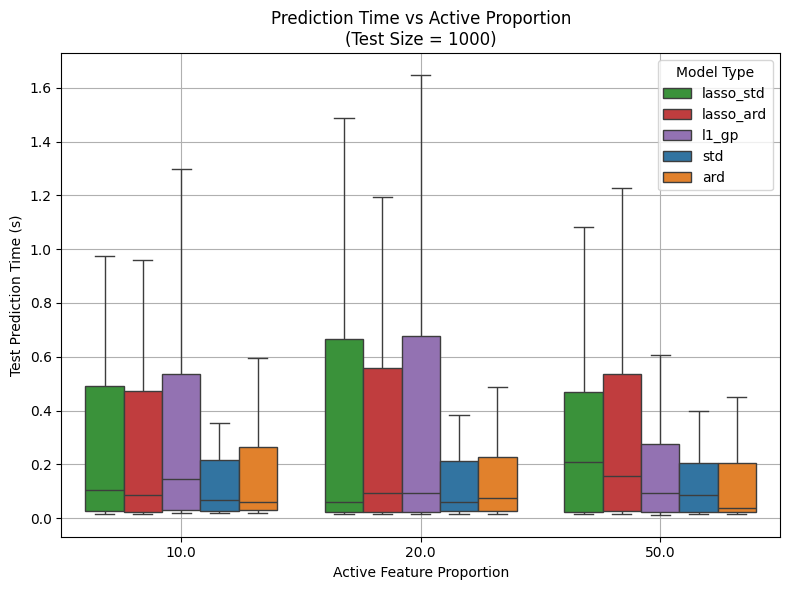 Prediction Time vs Active Proportion
(Test Size = 1000)
Test Prediction Time (s)
1.6
1.4
1.2
1.0
0.8
0.6
0.4
0.2
0.0
Model Type
lasso_std
lasso_ard
l1_gp
std
ard
10.0
20.0
50.0
Active Feature Proportion